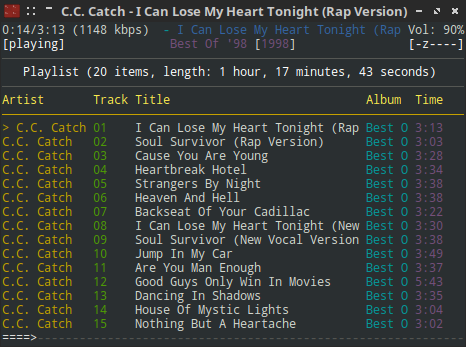 C.C. Catch - I Can Lose My Heart Tonight (Rap Version)
0:14/3:13 (1148 kbps) - I Can Lose My Heart Tonight (Rap Vol: 90%
[playing] Best Of '98 [1998] [-z----]
Playlist (20 items, length: 1 hour, 17 minutes, 43 seconds)
Artist Track Title Album Time
> C.C. Catch 01 I Can Lose My Heart Tonight (Rap Best O 3:13
C.C. Catch 02 Soul Survivor (Rap Version) Best O 3:03
C.C. Catch 03 Cause You Are Young Best O 3:28
C.C. Catch 04 Heartbreak Hotel Best O 3:34
C.C. Catch 05 Strangers By Night Best O 3:38
C.C. Catch 06 Heaven And Hell Best O 3:38
C.C. Catch 07 Backseat Of Your Cadillac Best O 3:22
C.C. Catch 08 I Can Lose My Heart Tonight (New Best O 3:30
C.C. Catch 09 Soul Survivor (New Vocal Version Best O 3:38
C.C. Catch 10 Jump In My Car Best O 3:49
C.C. Catch 11 Are You Man Enough Best O 3:37
C.C. Catch 12 Good Guys Only Win In Movies Best O 5:43
C.C. Catch 13 Dancing In Shadows Best O 3:35
C.C. Catch 14 House Of Mystic Lights Best O 3:04
C.C. Catch 15 Nothing But A Heartache Best O 3:02
====>